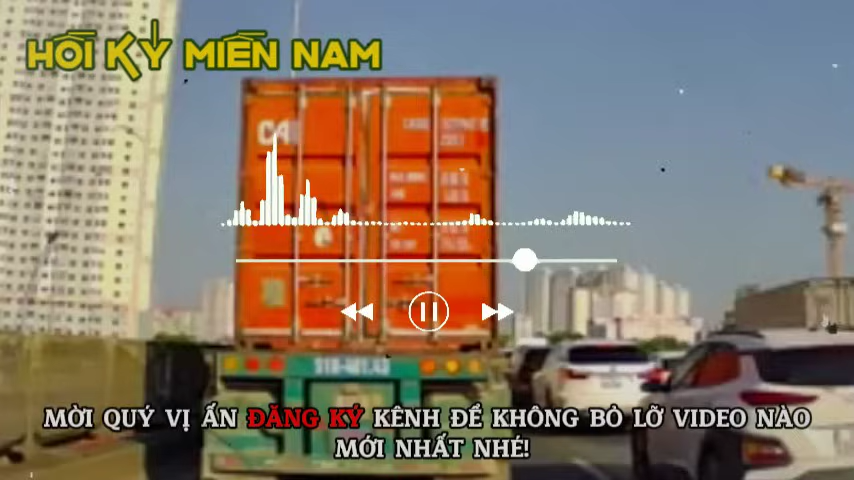 HỒI KÝ MIỀN NAM
CAI
MỜI QUÝ VỊ ẤN ĐĂNG KÝ KÊNH ĐỂ KHÔNG BỎ LỠ VIDEO NÀO
MỚI NHẤT NHÉ!